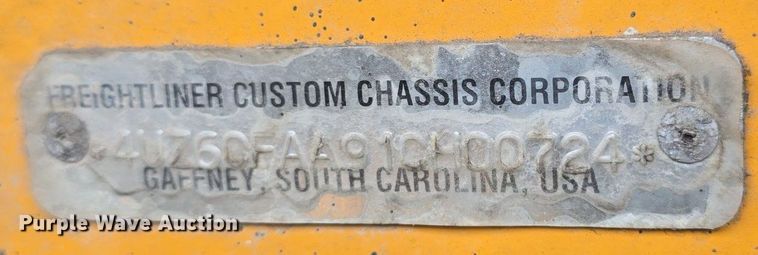 FREIGHTLINER CUSTOM CHASSIS CORPORATION
*4UZ6CFAA91CH00724*
GAFFNEY, SOUTH CAROLINA, USA
Purple Wave Auction